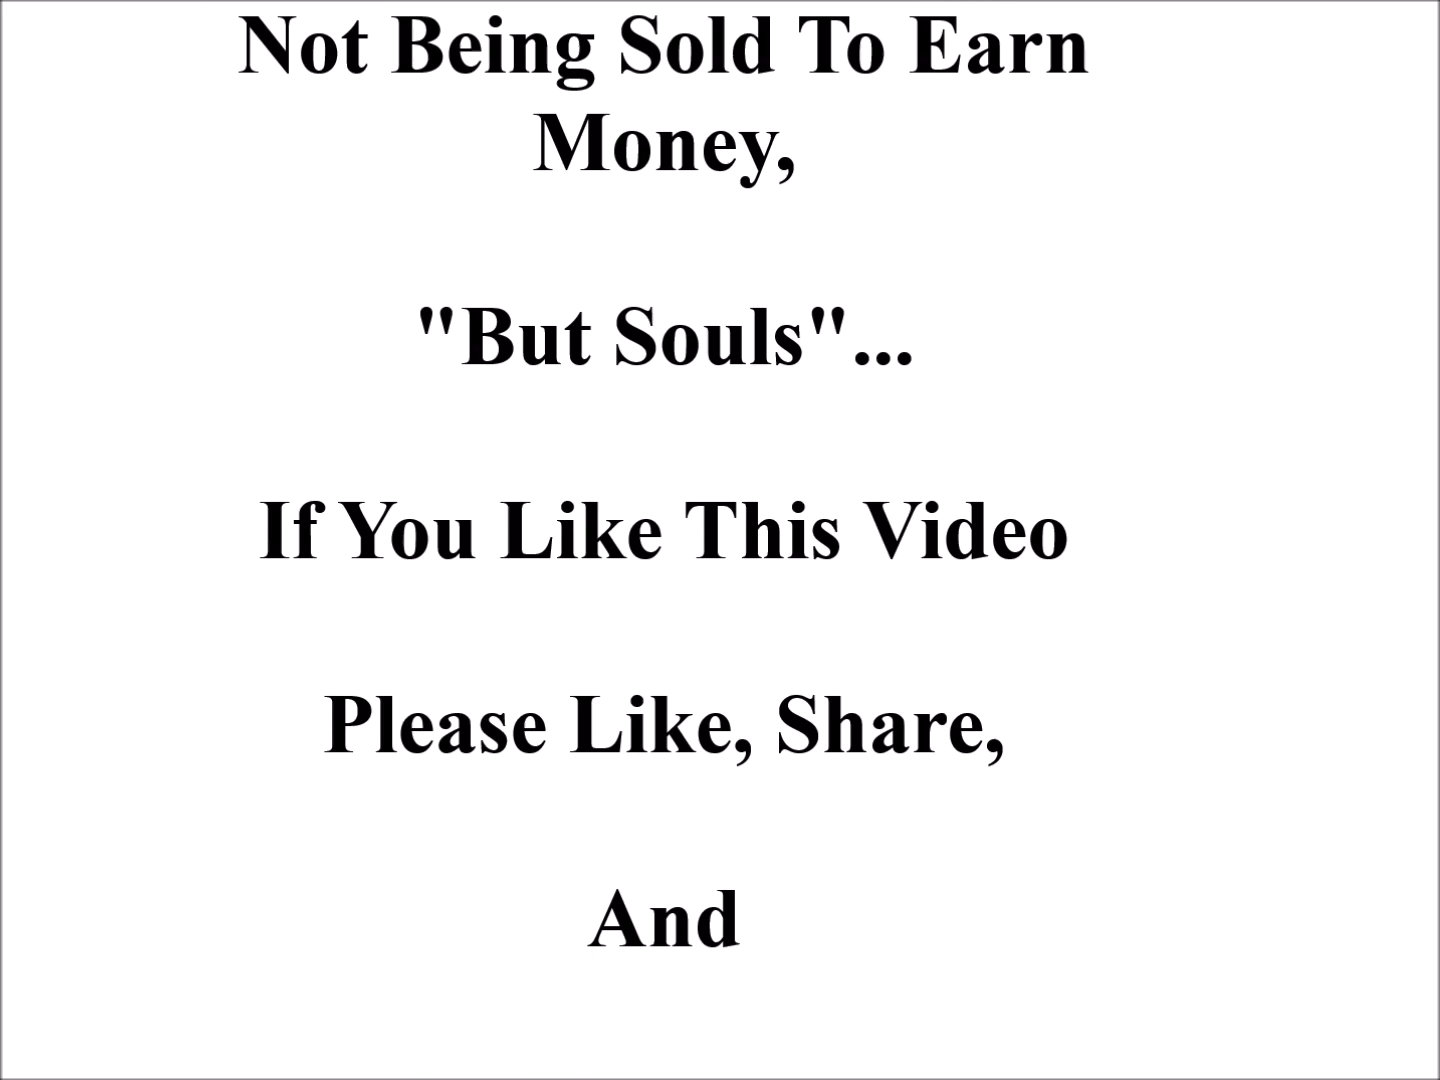 Not Being Sold To Earn
Money,
"But Souls"...
If You Like This Video
Please Like, Share,
And